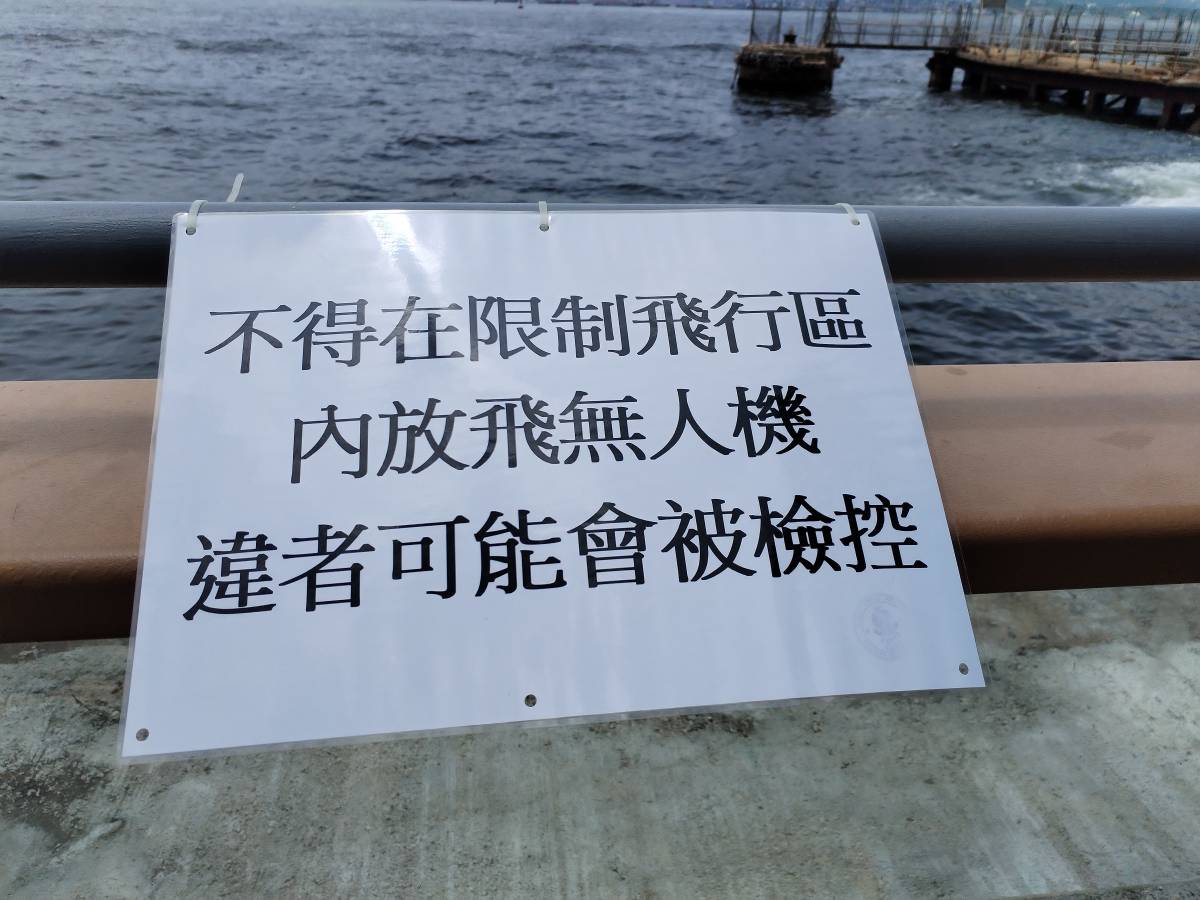 不得在限制飛行區
內放飛無人機
違者可能會被檢控